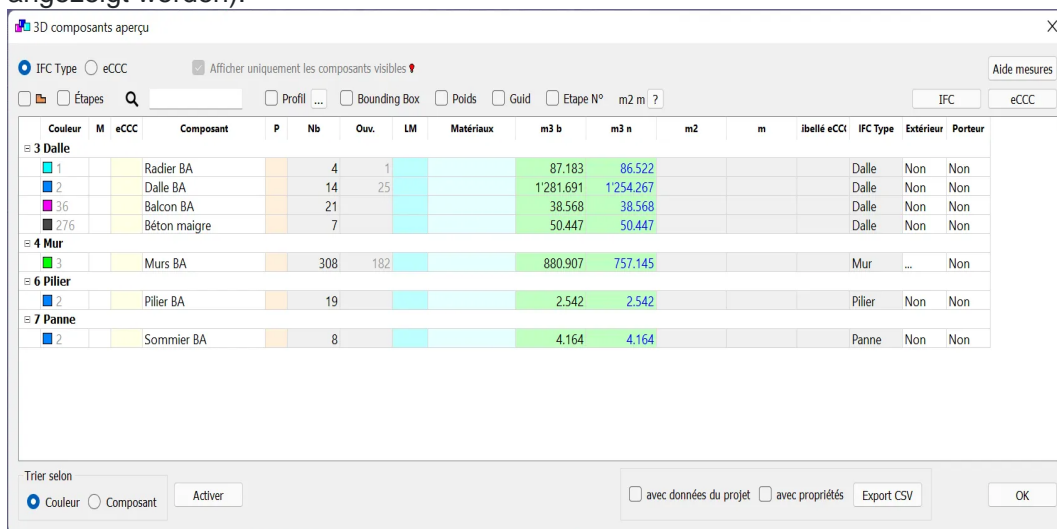 angezeigt werden).
3D composants aperçu
IFC Type eCCC Afficher uniquement les composants visibles Aide mesures
Étapes Profil ... Bounding Box Poids Guid Etape N° m2 m ? IFC eCCC
Couleur M eCCC Composant P Nb Ouv. LM Matériaux m3 b m3 n m2 m ibellé eCCC IFC Type Extérieur Porteur
3 Dalle
1 Radier BA 4 1 87.183 86.522 Dalle Non Non
2 Dalle BA 14 25 1'281.691 1'254.267 Dalle Non Non
36 Balcon BA 21 38.568 38.568 Dalle Non Non
276 Béton maigre 7 50.447 50.447 Dalle Non Non
4 Mur
3 Murs BA 308 182 880.907 757.145 Mur ... Non
6 Pilier
2 Pilier BA 19 2.542 2.542 Pilier Non Non
7 Panne
2 Sommier BA 8 4.164 4.164 Panne Non Non
Trier selon
Couleur Composant Activer avec données du projet avec propriétés Export CSV OK